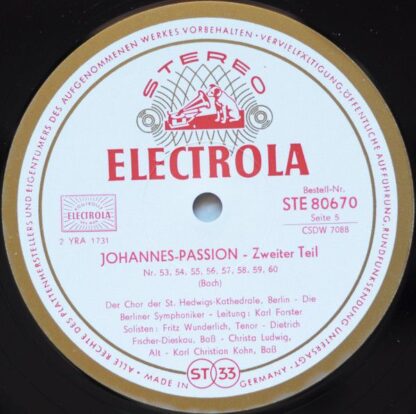 ALLE RECHTE DES PLATTENHERSTELLERS UND EIGENTÜMERS DES AUFGENOMMENEN WERKES VORBEHALTEN · VERVIELFÄLTIGUNG, ÖFFENTLICHE AUFFÜHRUNG, RUNDFUNKSENDUNG UNTERSAGT ·
STEREO
ELECTROLA
Bestell-Nr.
STE 80670
Seite 5
CSDW 7088
ELECTROLA
2 YRA 1731
JOHANNES-PASSION - Zweiter Teil
Nr. 53, 54, 55, 56, 57, 58, 59, 60
(Bach)
Der Chor der St. Hedwigs-Kathedrale, Berlin - Die
Berliner Symphoniker - Leitung: Karl Forster
Solisten: Fritz Wunderlich, Tenor - Dietrich
Fischer-Dieskau, Baß - Christa Ludwig,
Alt - Karl Christian Kohn, Baß
MADE IN GERMANY
ST 33